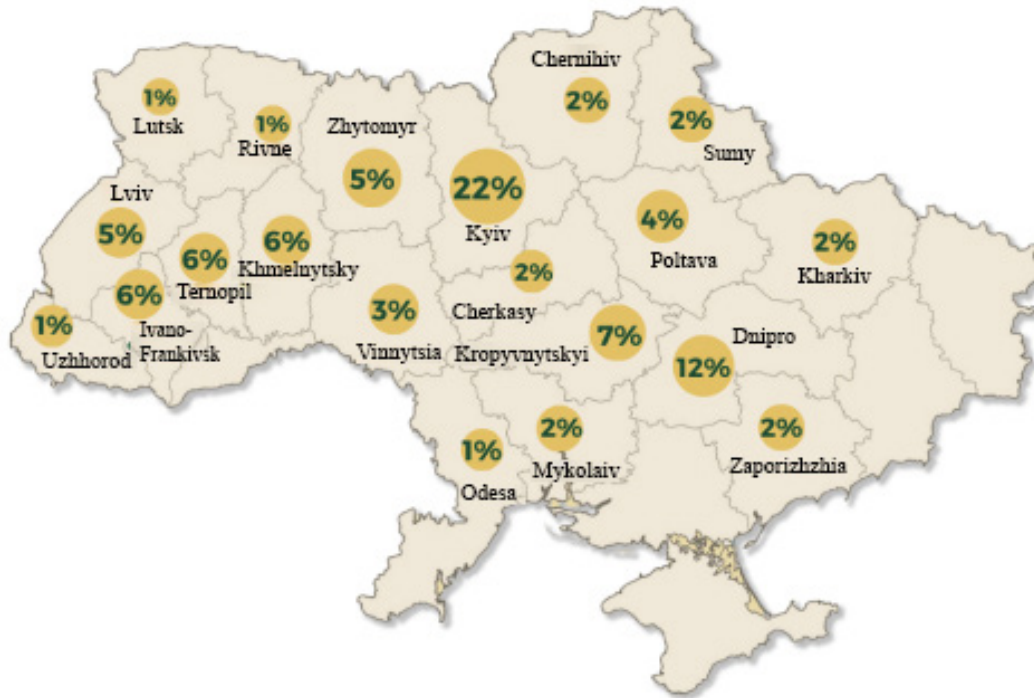 Chernihiv
2%
1%
Lutsk
1%
Rivne
Zhytomyr
5%
2%
Sumy
22%
Kyiv
Lviv
5%
6%
Ternopil
6%
Khmelnytsky
4%
Poltava
2%
Kharkiv
2%
Cherkasy
6%
Ivano-
Frankivsk
1%
Uzhhorod
3%
Vinnytsia
7%
Kropyvnytskyi
Dnipro
12%
1%
Odesa
2%
Mykolaiv
2%
Zaporizhzhia